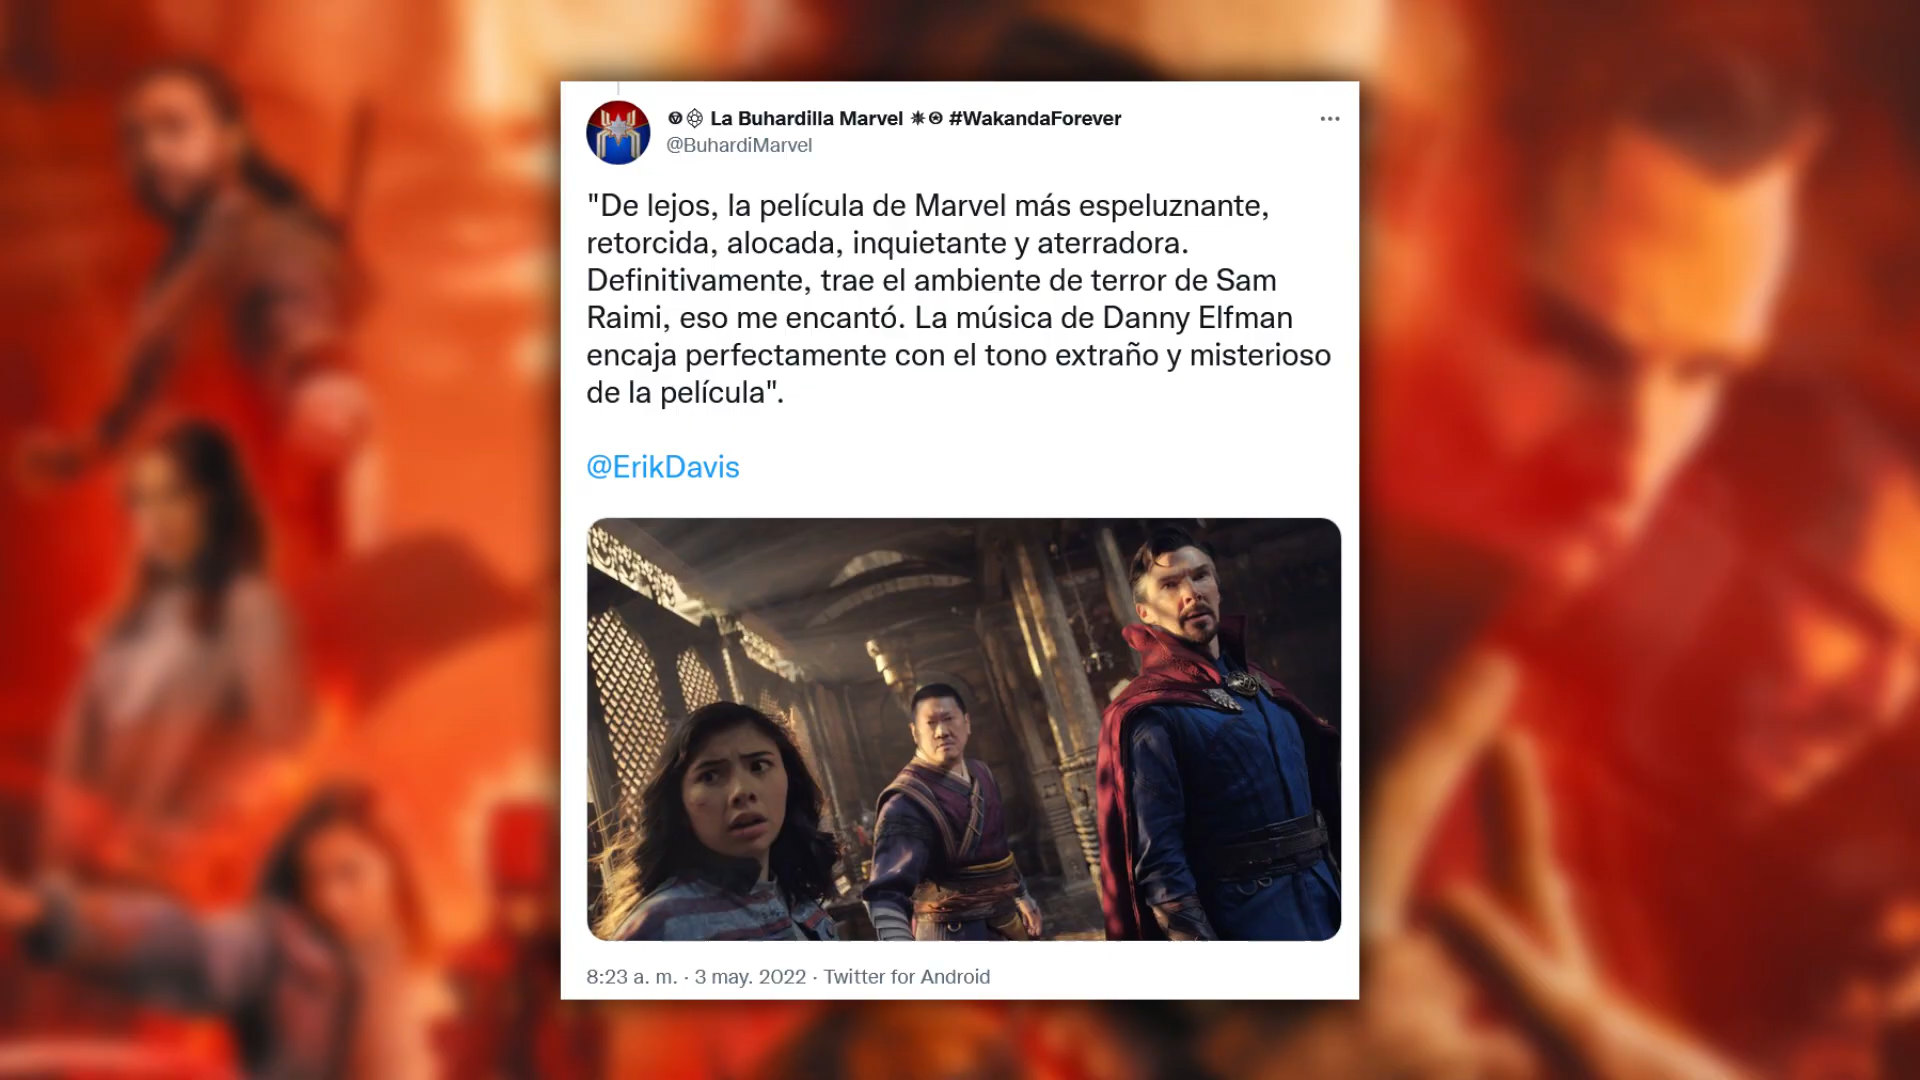 La Buhardilla Marvel #WakandaForever
@BuhardiMarvel
"De lejos, la película de Marvel más espeluznante,
retorcida, alocada, inquietante y aterradora.
Definitivamente, trae el ambiente de terror de Sam
Raimi, eso me encantó. La música de Danny Elfman
encaja perfectamente con el tono extraño y misterioso
de la película".
@ErikDavis
8:23 a. m. · 3 may. 2022 · Twitter for Android